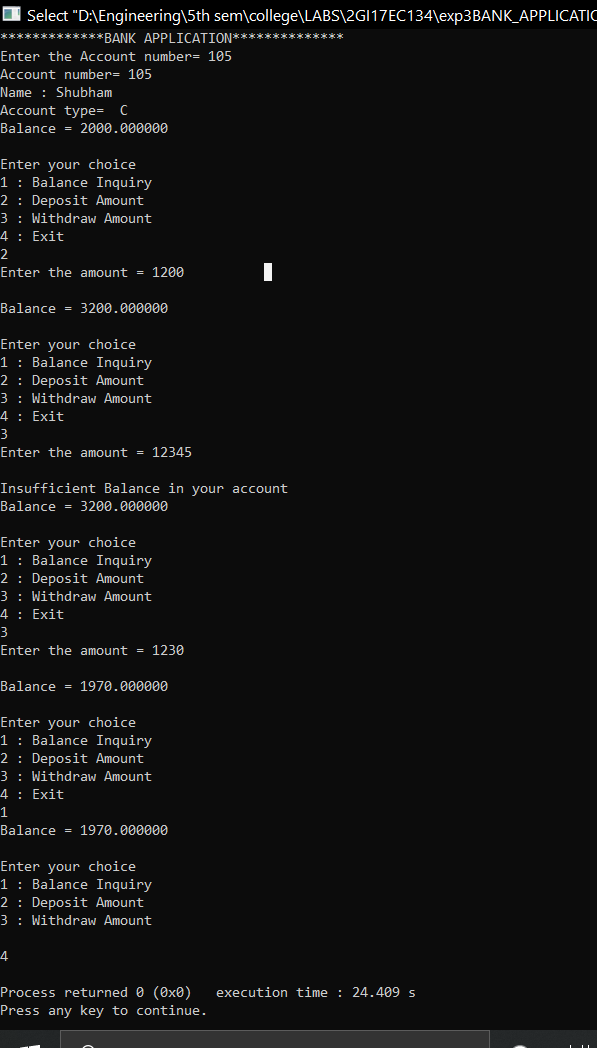 Select "D:\Engineering\5th sem\college\LABS\2GI17EC134\exp3BANK_APPLICATIO
*************BANK APPLICATION**************
Enter the Account number= 105
Account number= 105
Name : Shubham
Account type=  C
Balance = 2000.000000
Enter your choice
1 : Balance Inquiry
2 : Deposit Amount
3 : Withdraw Amount
4 : Exit
2
Enter the amount = 1200
Balance = 3200.000000
Enter your choice
1 : Balance Inquiry
2 : Deposit Amount
3 : Withdraw Amount
4 : Exit
3
Enter the amount = 12345
Insufficient Balance in your account
Balance = 3200.000000
Enter your choice
1 : Balance Inquiry
2 : Deposit Amount
3 : Withdraw Amount
4 : Exit
3
Enter the amount = 1230
Balance = 1970.000000
Enter your choice
1 : Balance Inquiry
2 : Deposit Amount
3 : Withdraw Amount
4 : Exit
1
Balance = 1970.000000
Enter your choice
1 : Balance Inquiry
2 : Deposit Amount
3 : Withdraw Amount
4
Process returned 0 (0x0)   execution time : 24.409 s
Press any key to continue.